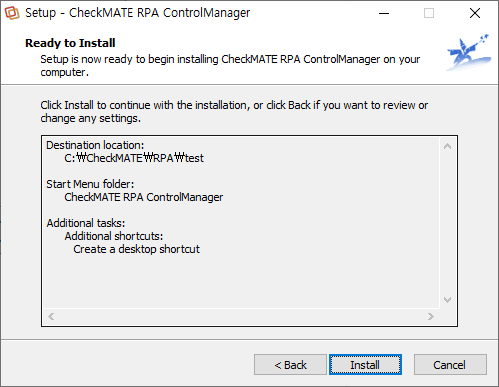 Setup - CheckMATE RPA ControlManager
Ready to Install
Setup is now ready to begin installing CheckMATE RPA ControlManager on your
computer.
Click Install to continue with the installation, or click Back if you want to review or
change any settings.
Destination location:
C:₩CheckMATE₩RPA₩test
Start Menu folder:
CheckMATE RPA ControlManager
Additional tasks:
Additional shortcuts:
Create a desktop shortcut
< Back
Install
Cancel